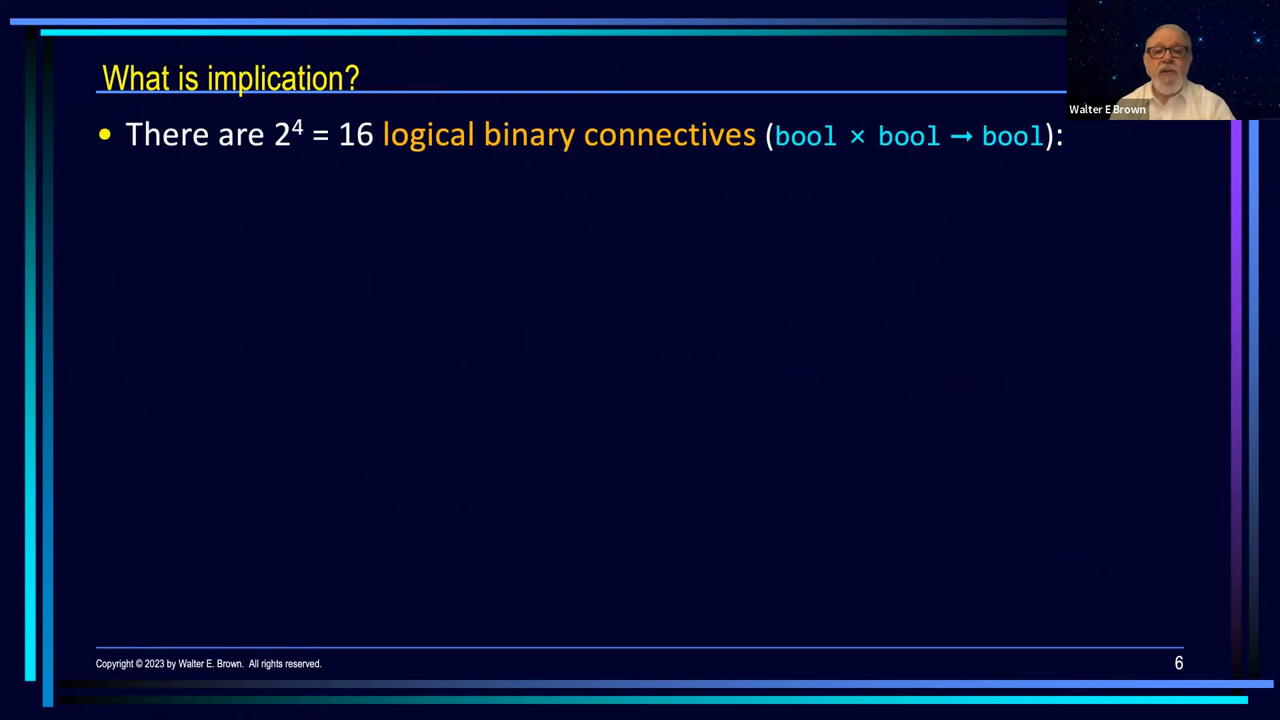 What is implication?
Walter E Brown
• There are 2⁴ = 16 logical binary connectives (bool × bool → bool):
Copyright © 2023 by Walter E. Brown. All rights reserved.
6